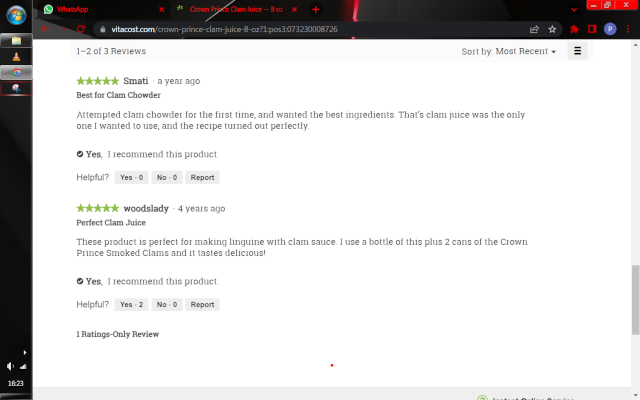 WhatsApp
Crown Prince Clam Juice -- 8 oz
vitacost.com/crown-prince-clam-juice-8-oz?1:pos3:073230008726
1–2 of 3 Reviews
Sort by: Most Recent
Smati · a year ago
Best for Clam Chowder
Attempted clam chowder for the first time, and wanted the best ingredients. That's clam juice was the only
one I wanted to use, and the recipe turned out perfectly.
Yes, I recommend this product.
Helpful? Yes · 0 No · 0 Report
woodslady · 4 years ago
Perfect Clam Juice
These product is perfect for making linguine with clam sauce. I use a bottle of this plus 2 cans of the Crown
Prince Smoked Clams and it tastes delicious!
Yes, I recommend this product.
Helpful? Yes · 2 No · 0 Report
1 Ratings-Only Review
16:23